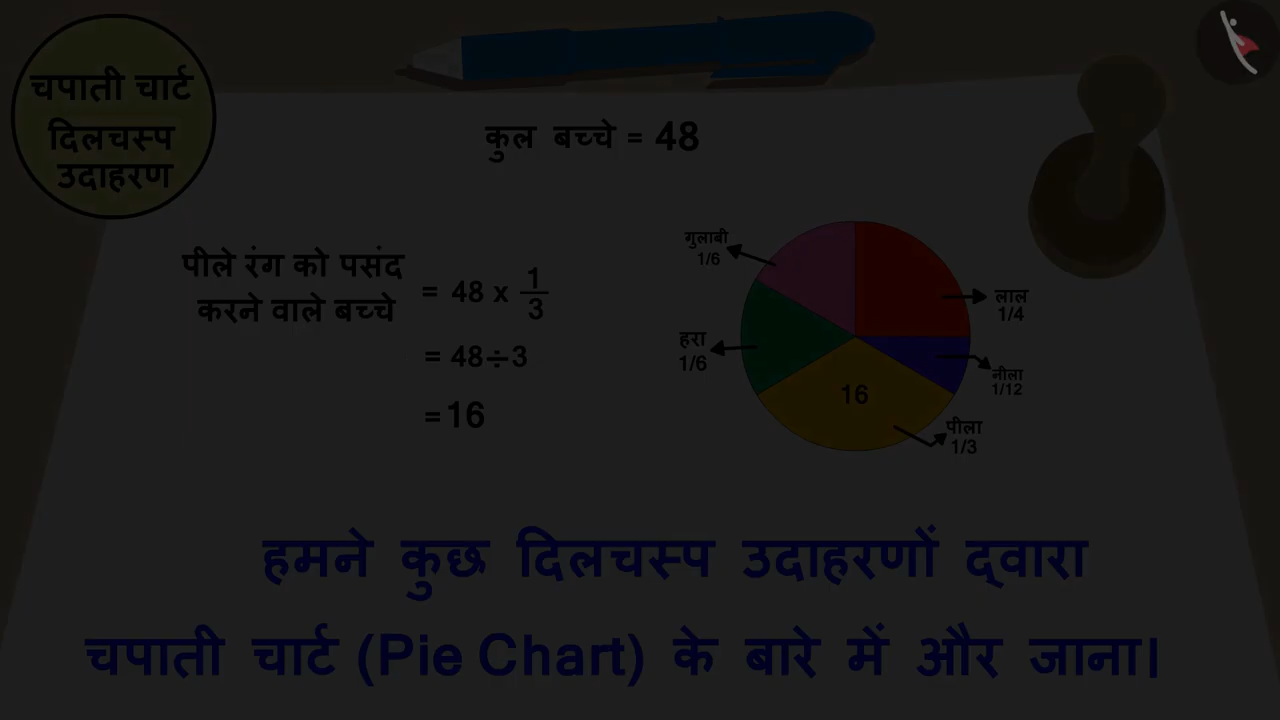 चपाती चार्ट
दिलचस्प
उदाहरण
कुल बच्चे = 48
पीले रंग को पसंद
करने वाले बच्चे
= 48 x 1/3
= 48÷3
=16
गुलाबी
1/6
हरा
1/6
लाल
1/4
नीला
1/12
16
पीला
1/3
हमने कुछ दिलचस्प उदाहरणों द्वारा
चपाती चार्ट (Pie Chart) के बारे में और जाना।